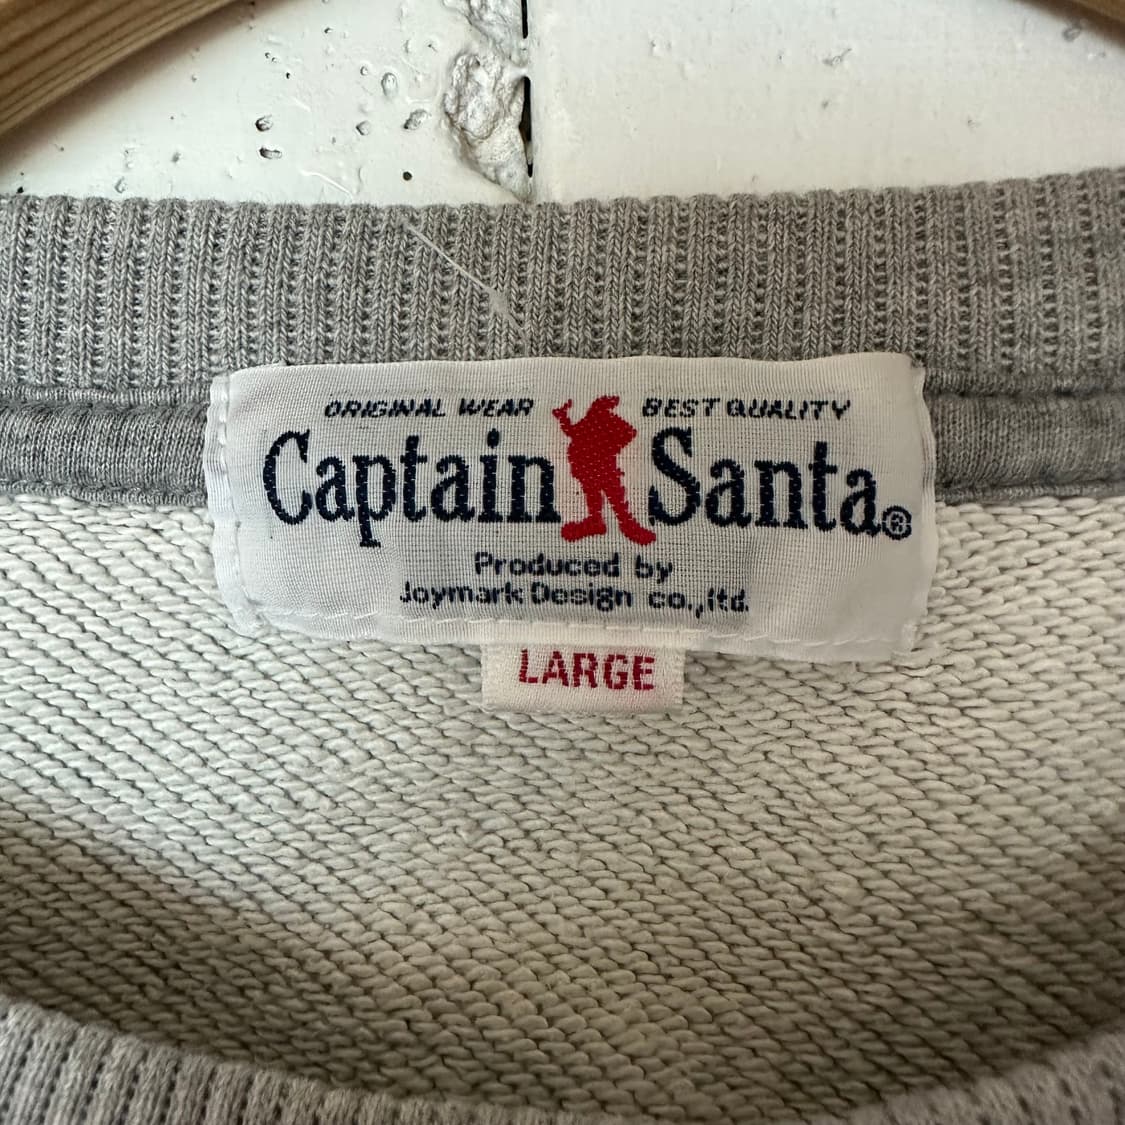 ORIGINAL WEAR BEST QUALITY
Captain Santa®
Produced by
Joymark Design co.,ltd.
LARGE